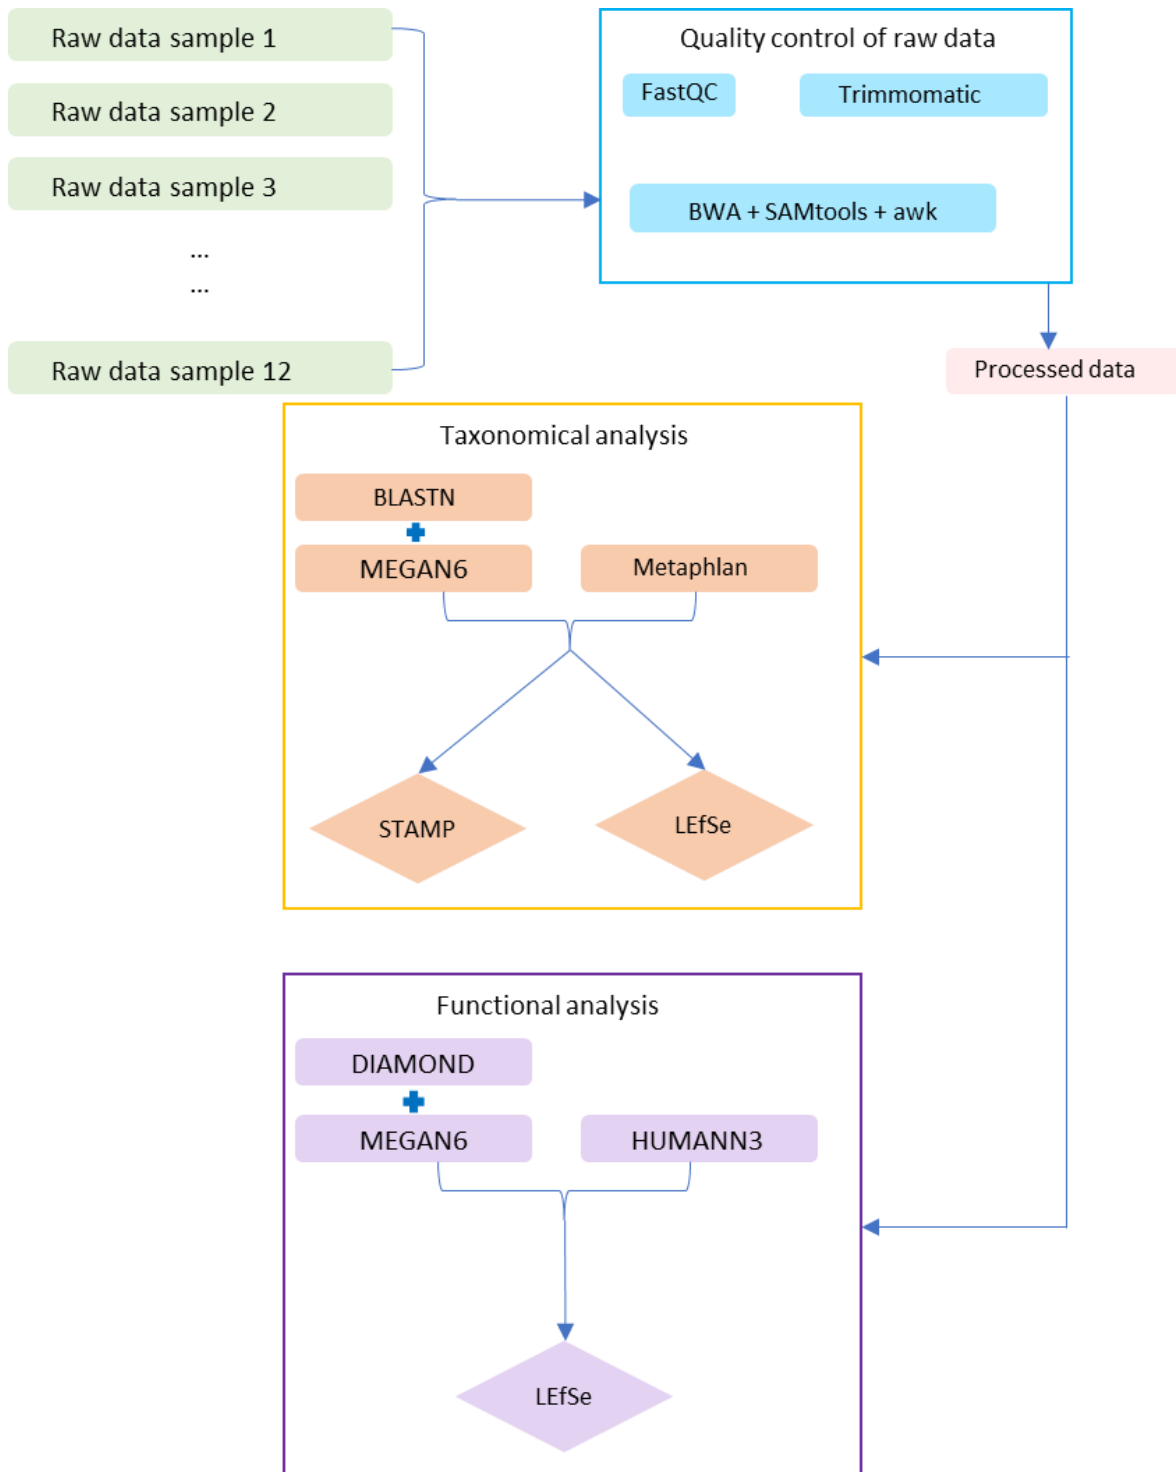 Raw data sample 1
Raw data sample 2
Raw data sample 3
...
...
Raw data sample 12
Quality control of raw data
FastQC
Trimmomatic
BWA + SAMtools + awk
Processed data
Taxonomical analysis
BLASTN
MEGAN6
Metaphlan
STAMP
LEfSe
Functional analysis
DIAMOND
MEGAN6
HUMANN3
LEfSe